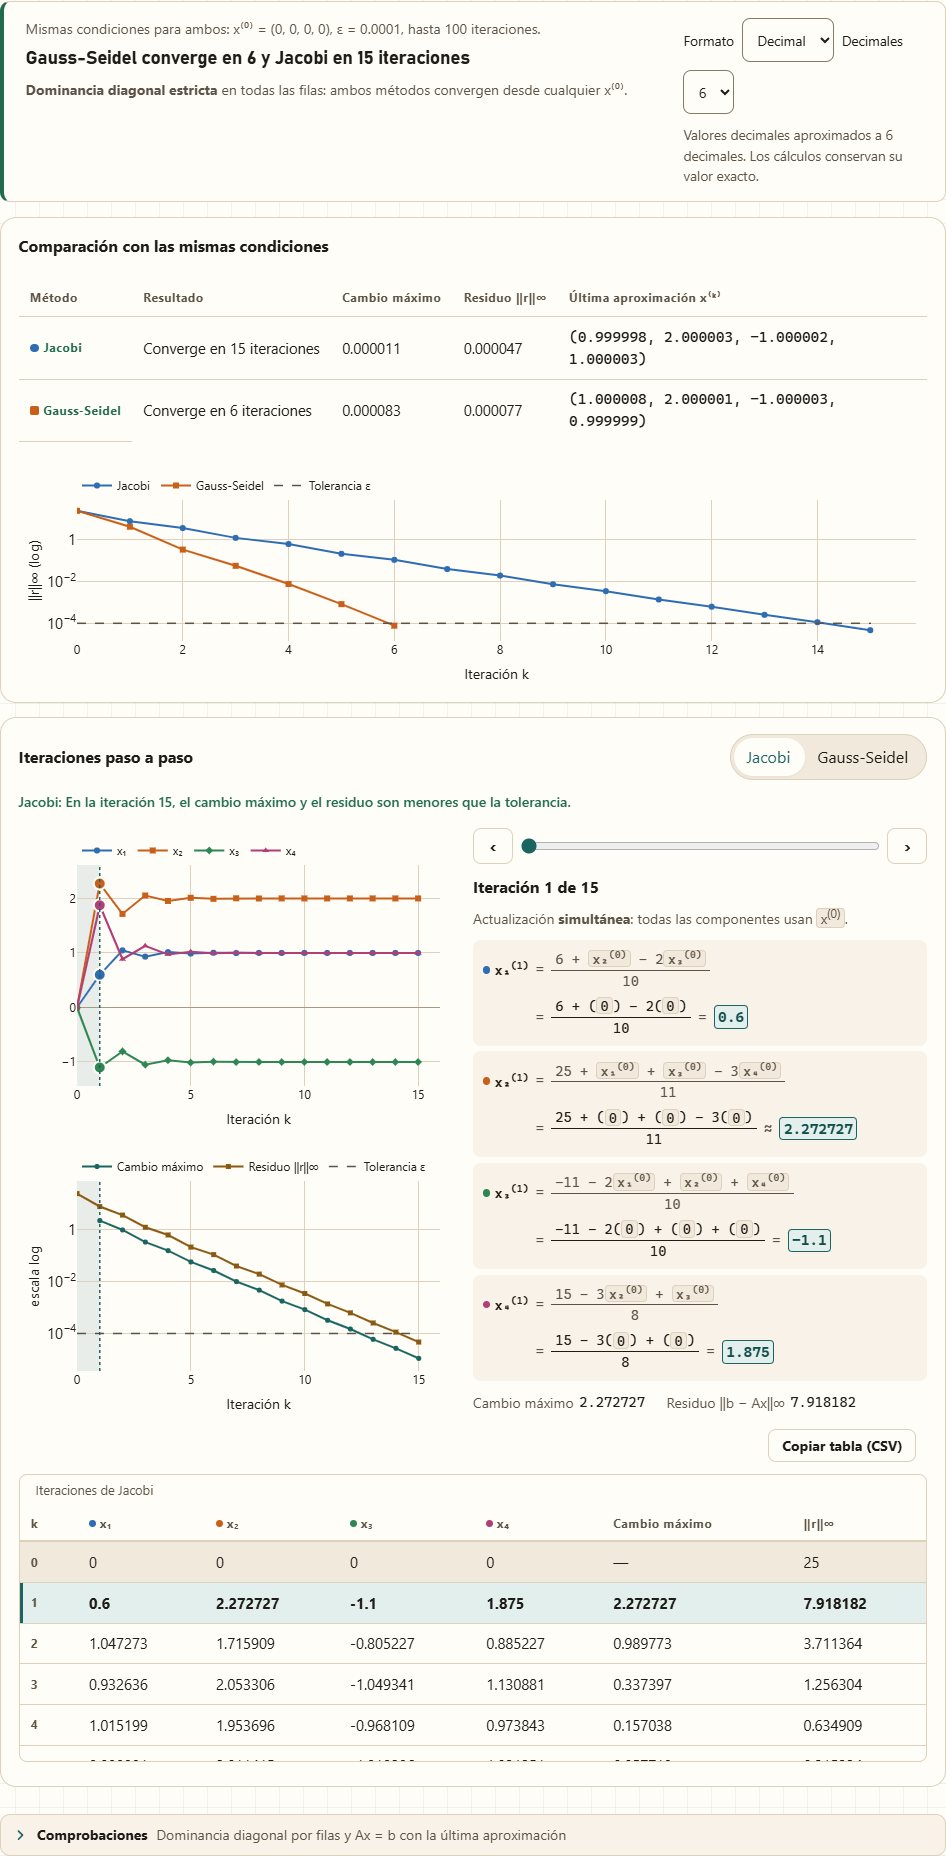 Mismas condiciones para ambos: x⁽⁰⁾ = (0, 0, 0, 0), ε = 0.0001, hasta 100 iteraciones.
Gauss-Seidel converge en 6 y Jacobi en 15 iteraciones
Dominancia diagonal estricta en todas las filas: ambos métodos convergen desde cualquier x⁽⁰⁾.
Formato Decimal Decimales
6
Valores decimales aproximados a 6
decimales. Los cálculos conservan su
valor exacto.
Comparación con las mismas condiciones
Método Resultado Cambio máximo Residuo ||r||∞ Última aproximación x⁽ᵏ⁾
Jacobi Converge en 15 iteraciones 0.000011 0.000047 (0.999998, 2.000003, −1.000002,
1.000003)
Gauss-Seidel Converge en 6 iteraciones 0.000083 0.000077 (1.000008, 2.000001, −1.000003,
0.999999)
Jacobi Gauss-Seidel Tolerancia ε
||r||∞ (log)
1
10⁻²
10⁻⁴
0 2 4 6 8 10 12 14
Iteración k
Iteraciones paso a paso
Jacobi Gauss-Seidel
Jacobi: En la iteración 15, el cambio máximo y el residuo son menores que la tolerancia.
x₁ x₂ x₃ x₄
2
1
0
−1
0 5 10 15
Iteración k
Cambio máximo Residuo ||r||∞ Tolerancia ε
escala log
1
10⁻²
10⁻⁴
0 5 10 15
Iteración k
‹ ›
Iteración 1 de 15
Actualización simultánea: todas las componentes usan x⁽⁰⁾.
x₁⁽¹⁾ = 6 + x₂⁽⁰⁾ − 2x₃⁽⁰⁾
10
= 6 + (0) − 2(0) = 0.6
10
x₂⁽¹⁾ = 25 + x₁⁽⁰⁾ + x₃⁽⁰⁾ − 3x₄⁽⁰⁾
11
= 25 + (0) + (0) − 3(0) ≈ 2.272727
11
x₃⁽¹⁾ = −11 − 2x₁⁽⁰⁾ + x₂⁽⁰⁾ + x₄⁽⁰⁾
10
= −11 − 2(0) + (0) + (0) = −1.1
10
x₄⁽¹⁾ = 15 − 3x₂⁽⁰⁾ + x₃⁽⁰⁾
8
= 15 − 3(0) + (0) = 1.875
8
Cambio máximo 2.272727 Residuo ||b − Ax||∞ 7.918182
Copiar tabla (CSV)
Iteraciones de Jacobi
k x₁ x₂ x₃ x₄ Cambio máximo ||r||∞
0 0 0 0 0 — 25
1 0.6 2.272727 -1.1 1.875 2.272727 7.918182
2 1.047273 1.715909 -0.805227 0.885227 0.989773 3.711364
3 0.932636 2.053306 -1.049341 1.130881 0.337397 1.256304
4 1.015199 1.953696 -0.968109 0.973843 0.157038 0.634909
Comprobaciones Dominancia diagonal por filas y Ax = b con la última aproximación